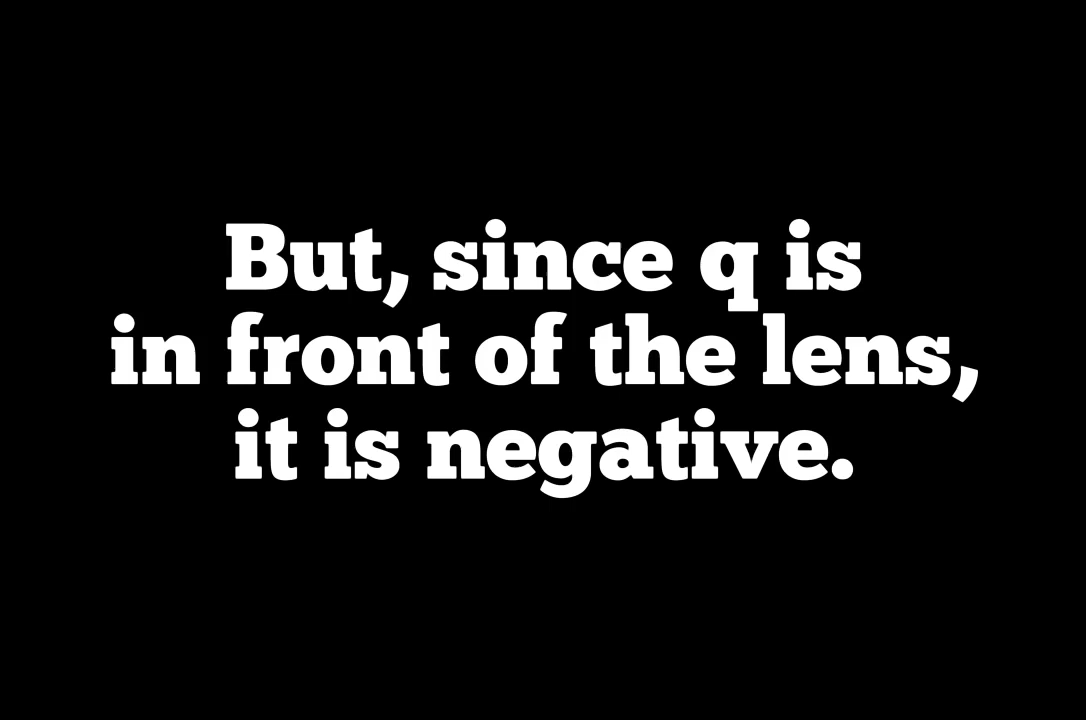 But, since q is
in front of the lens,
it is negative.